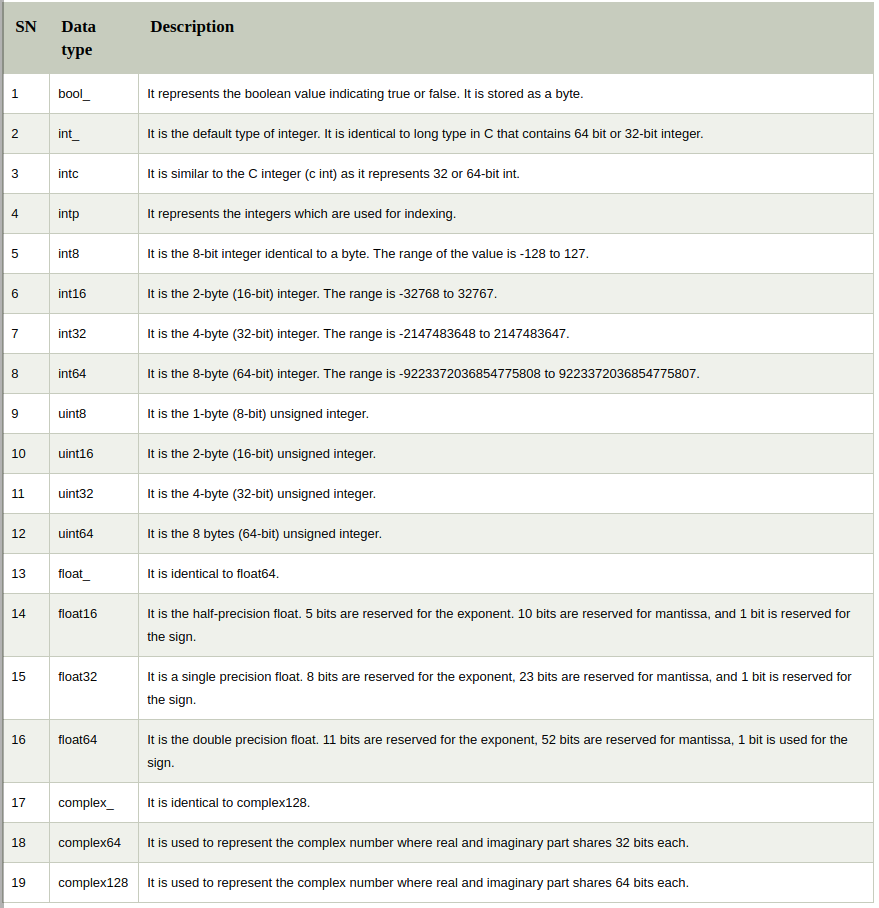 SN Data type Description
1 bool_ It represents the boolean value indicating true or false. It is stored as a byte.
2 int_ It is the default type of integer. It is identical to long type in C that contains 64 bit or 32-bit integer.
3 intc It is similar to the C integer (c int) as it represents 32 or 64-bit int.
4 intp It represents the integers which are used for indexing.
5 int8 It is the 8-bit integer identical to a byte. The range of the value is -128 to 127.
6 int16 It is the 2-byte (16-bit) integer. The range is -32768 to 32767.
7 int32 It is the 4-byte (32-bit) integer. The range is -2147483648 to 2147483647.
8 int64 It is the 8-byte (64-bit) integer. The range is -9223372036854775808 to 9223372036854775807.
9 uint8 It is the 1-byte (8-bit) unsigned integer.
10 uint16 It is the 2-byte (16-bit) unsigned integer.
11 uint32 It is the 4-byte (32-bit) unsigned integer.
12 uint64 It is the 8 bytes (64-bit) unsigned integer.
13 float_ It is identical to float64.
14 float16 It is the half-precision float. 5 bits are reserved for the exponent. 10 bits are reserved for mantissa, and 1 bit is reserved for
the sign.
15 float32 It is a single precision float. 8 bits are reserved for the exponent, 23 bits are reserved for mantissa, and 1 bit is reserved for
the sign.
16 float64 It is the double precision float. 11 bits are reserved for the exponent, 52 bits are reserved for mantissa, 1 bit is used for the
sign.
17 complex_ It is identical to complex128.
18 complex64 It is used to represent the complex number where real and imaginary part shares 32 bits each.
19 complex128 It is used to represent the complex number where real and imaginary part shares 64 bits each.